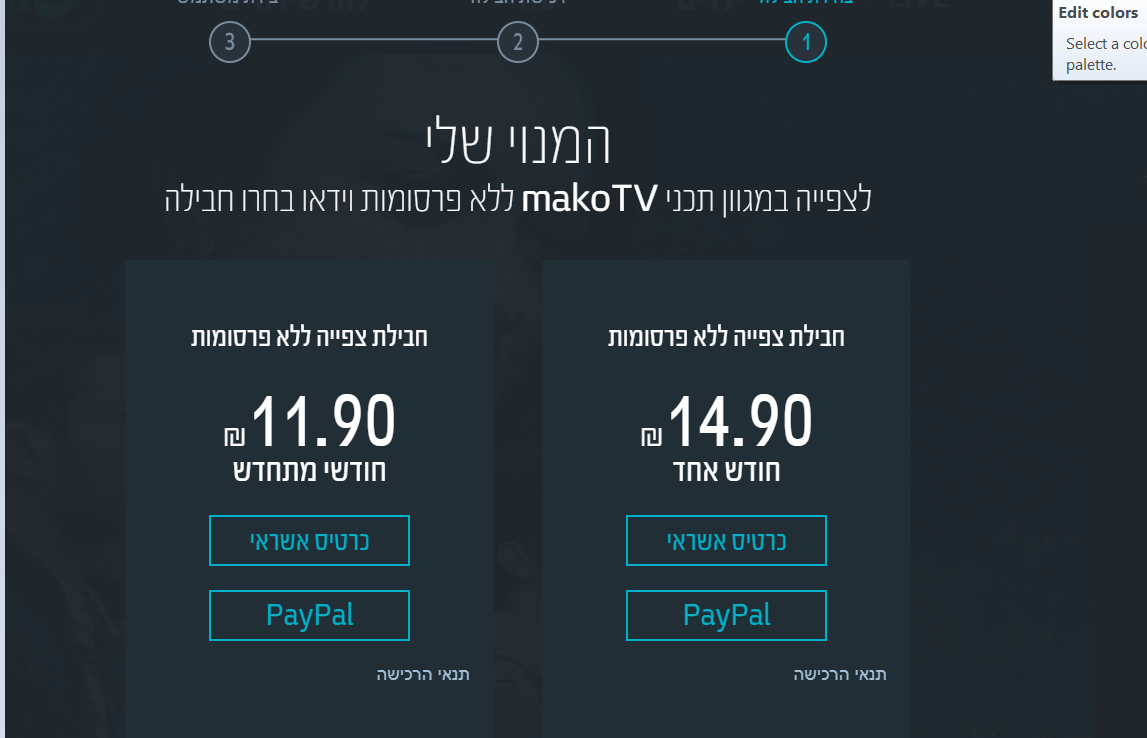 Edit colors
Select a
palette.
1
2
3
המנוי שלי
לצפייה במגוון תכני makoTV ללא פרסומות וידאו בחרו חבילה
חבילת צפייה ללא פרסומות
14.90 ₪
חודש אחד
כרטיס אשראי
PayPal
תנאי הרכישה
חבילת צפייה ללא פרסומות
11.90 ₪
חודשי מתחדש
כרטיס אשראי
PayPal
תנאי הרכישה